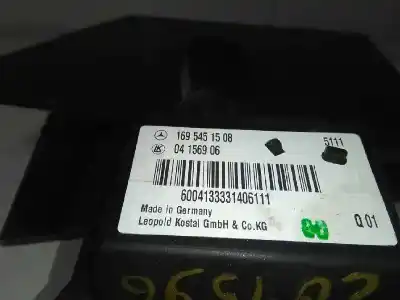 169 545 15 08
5111
04 1569 06
6004133331406111
Made in Germany
Leopold Kostal GmbH & Co.KG
Q 01